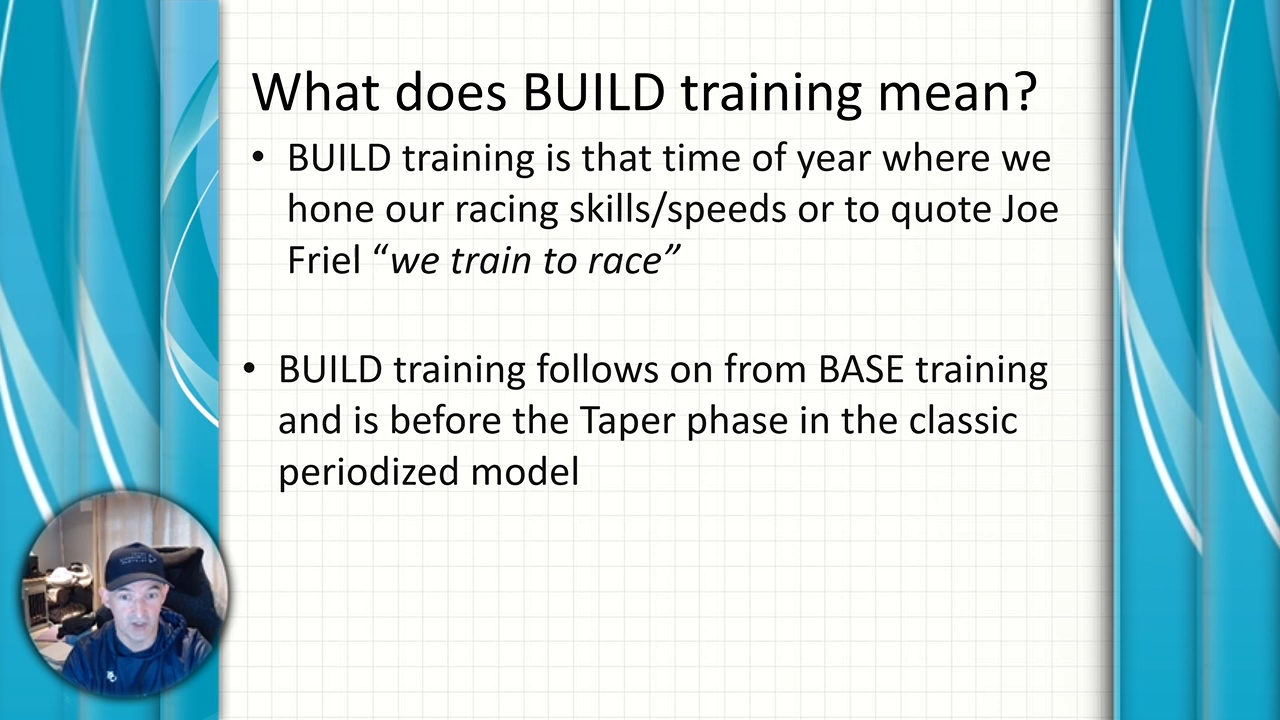 What does BUILD training mean?
• BUILD training is that time of year where we
hone our racing skills/speeds or to quote Joe
Friel “we train to race”
• BUILD training follows on from BASE training
and is before the Taper phase in the classic
periodized model